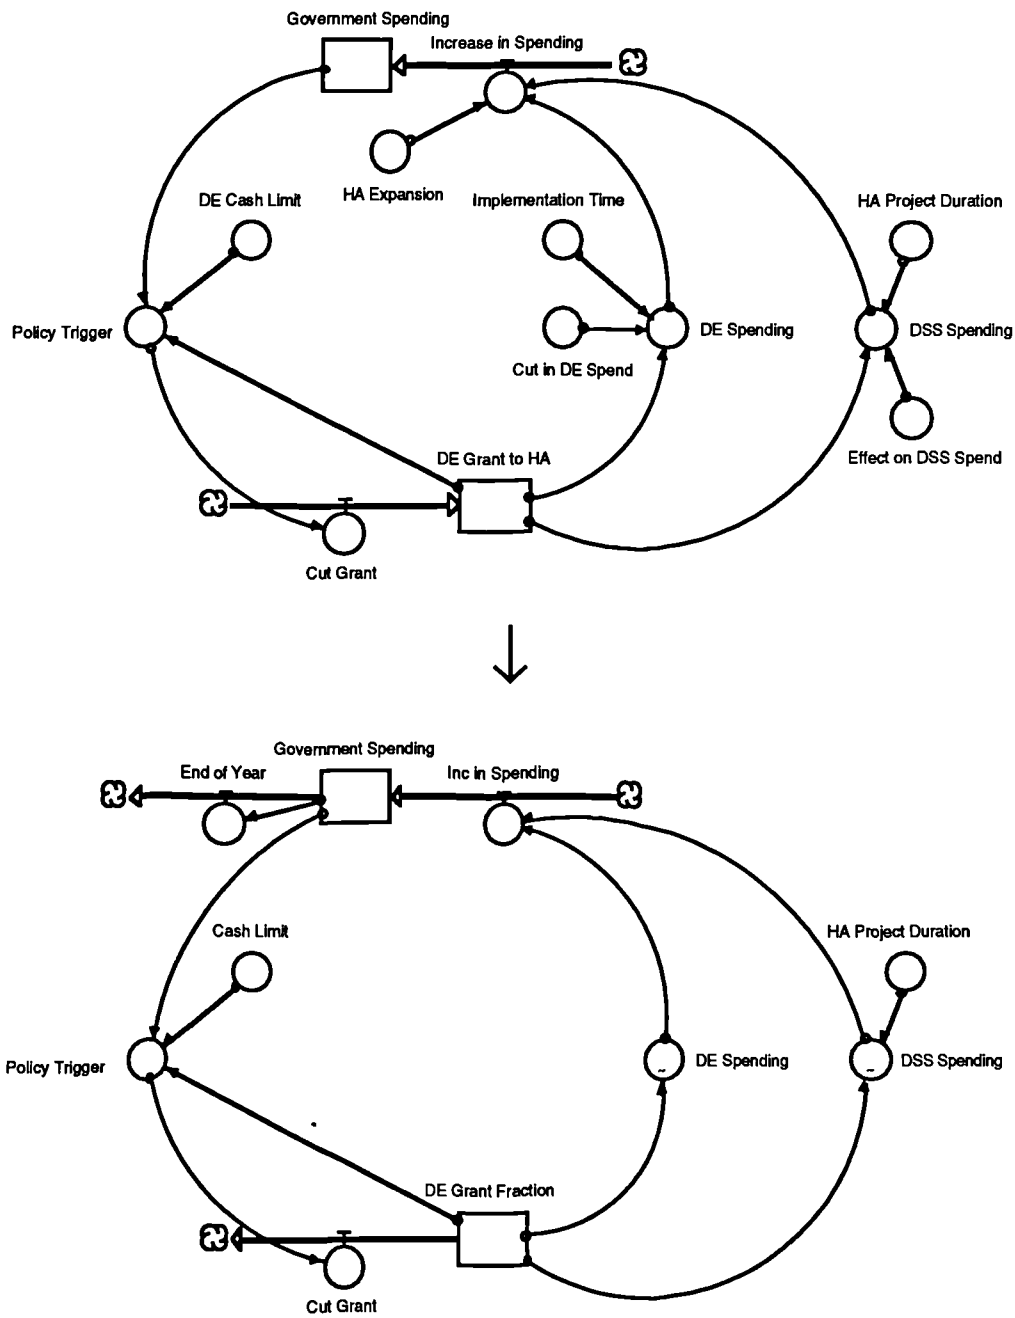 Government Spending
Increase in Spending
HA Expansion
DE Cash Limit
Implementation Time
HA Project Duration
Policy Trigger
DE Spending
DSS Spending
Cut in DE Spend
DE Grant to HA
Effect on DSS Spend
Cut Grant
Government Spending
End of Year
Inc in Spending
Cash Limit
HA Project Duration
Policy Trigger
DE Spending
~
DSS Spending
~
DE Grant Fraction
Cut Grant